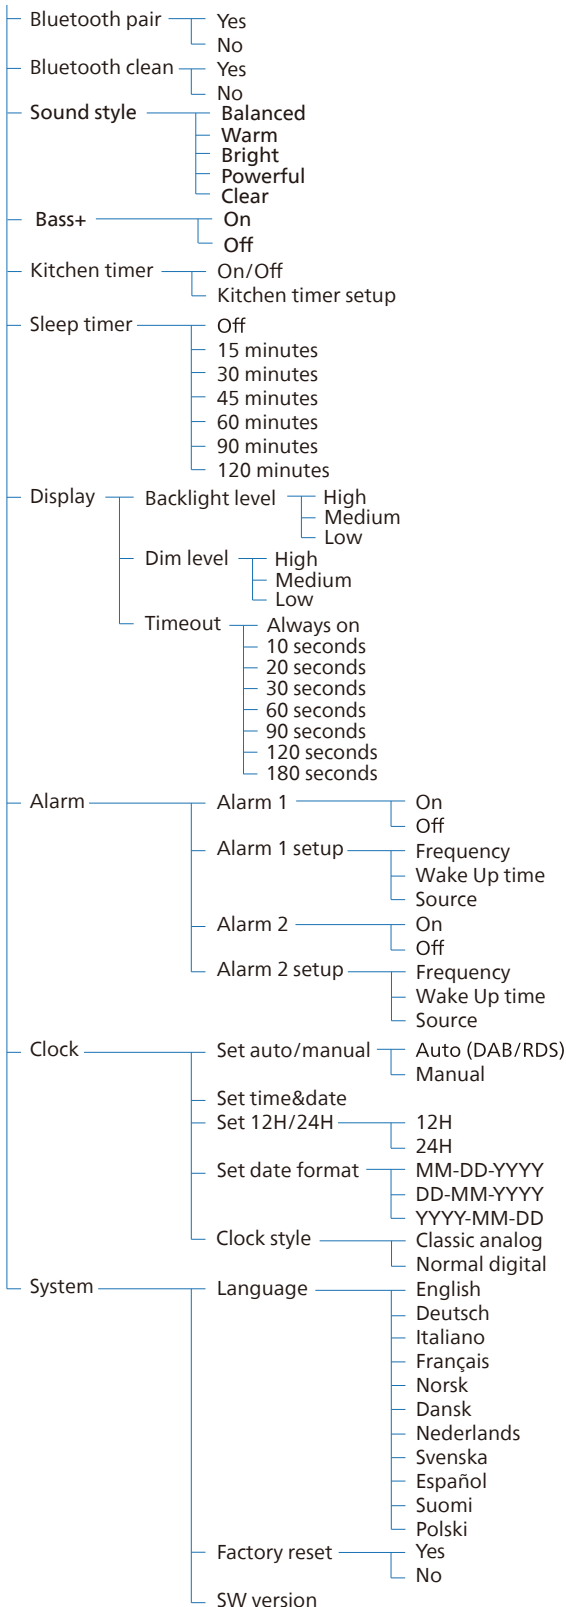 Bluetooth pair Yes
No
Bluetooth clean Yes
No
Sound style Balanced
Warm
Bright
Powerful
Clear
Bass+ On
Off
Kitchen timer On/Off
Kitchen timer setup
Sleep timer Off
15 minutes
30 minutes
45 minutes
60 minutes
90 minutes
120 minutes
Display Backlight level High
Medium
Low
Dim level High
Medium
Low
Timeout Always on
10 seconds
20 seconds
30 seconds
60 seconds
90 seconds
120 seconds
180 seconds
Alarm Alarm 1 On
Off
Alarm 1 setup Frequency
Wake Up time
Source
Alarm 2 On
Off
Alarm 2 setup Frequency
Wake Up time
Source
Clock Set auto/manual Auto (DAB/RDS)
Manual
Set time&date
Set 12H/24H 12H
24H
Set date format MM-DD-YYYY
DD-MM-YYYY
YYYY-MM-DD
Clock style Classic analog
Normal digital
System Language English
Deutsch
Italiano
Français
Norsk
Dansk
Nederlands
Svenska
Español
Suomi
Polski
Factory reset Yes
No
SW version